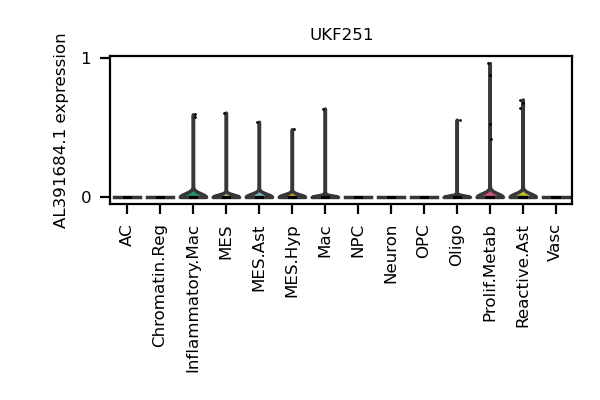 UKF251
AL391684.1 expression
1
0
AC
Chromatin.Reg
Inflammatory.Mac
MES
MES.Ast
MES.Hyp
Mac
NPC
Neuron
OPC
Oligo
Prolif.Metab
Reactive.Ast
Vasc